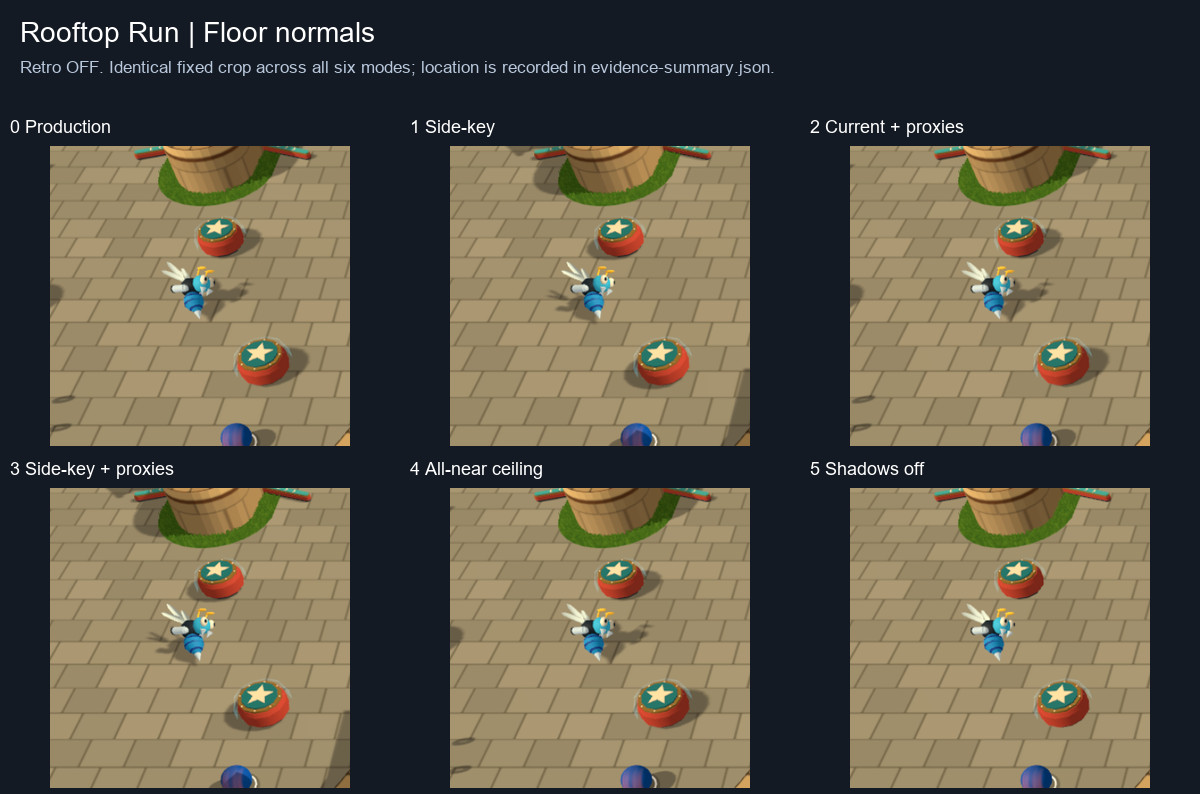 Rooftop Run | Floor normals
Retro OFF. Identical fixed crop across all six modes; location is recorded in evidence-summary.json.
0 Production
1 Side-key
2 Current + proxies
3 Side-key + proxies
4 All-near ceiling
5 Shadows off